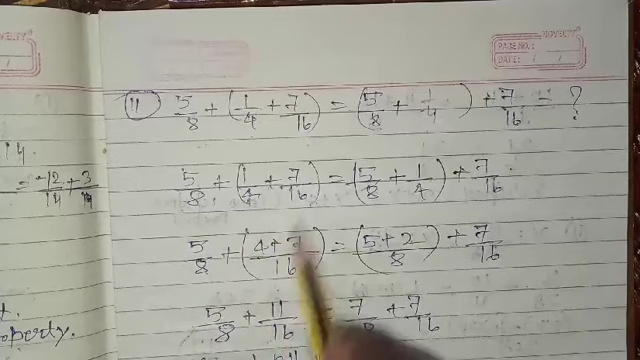 NOVELTY
PAGE NO.:
DATE: / /
14.
= -12/14 + 3/14
t.
operty.
11 5/8 + (1/4 + 7/16) = (5/8 + 1/4) + 7/16 = ?
5/8 + (1/4 + 7/16) = (5/8 + 1/4) + 7/16.
5/8 + (4+7/16) = (5+2/8) + 7/16
5/8 + 11/16 = 7/8 + 7/16